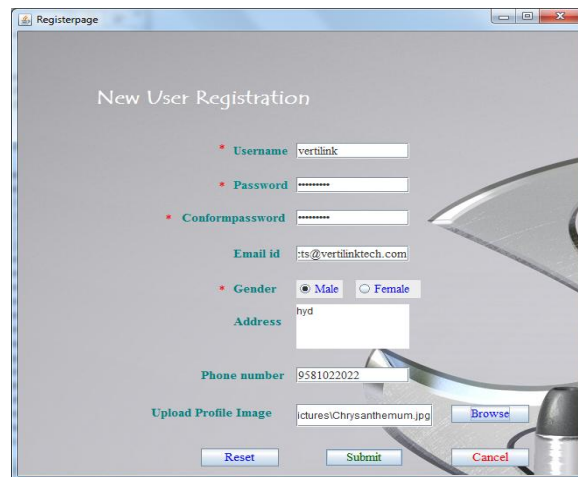 Registerpage
New User Registration
* Username vertilink
* Password •••••••••
* Conformpassword •••••••••
Email id :ts@vertilinktech.com
* Gender Male Female
Address hyd
Phone number 9581022022
Upload Profile Image ictures\Chrysanthemum.jpg Browse
Reset Submit Cancel